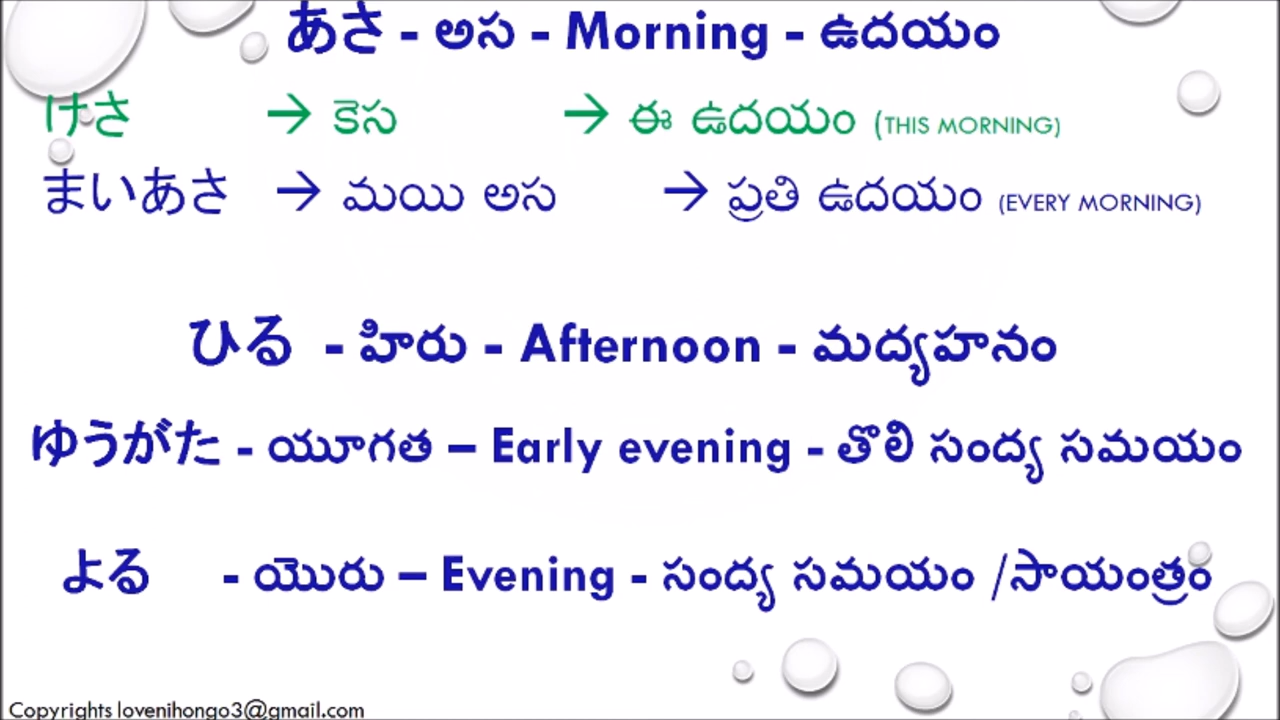 あさ - అస - Morning - ఉదయం
けさ → కెస → ఈ ఉదయం (THIS MORNING)
まいあさ → మయి అస → ప్రతి ఉదయం (EVERY MORNING)
ひる - హిరు - Afternoon - మద్యహనం
ゆうがた - యూగత – Early evening - తొలి సంద్య సమయం
よる - యొరు – Evening - సంద్య సమయం /సాయంత్రం
Copyrights lovenihongo3@gmail.com